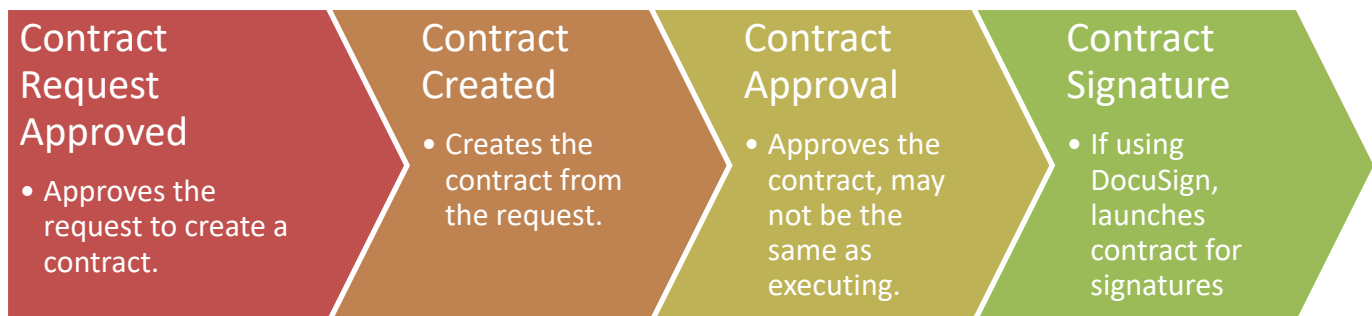 Contract
Request
Approved
• Approves the
request to create a
contract.
Contract
Created
• Creates the
contract from
the request.
Contract
Approval
• Approves the
contract, may
not be the
same as
executing.
Contract
Signature
• If using
DocuSign,
launches
contract for
signatures